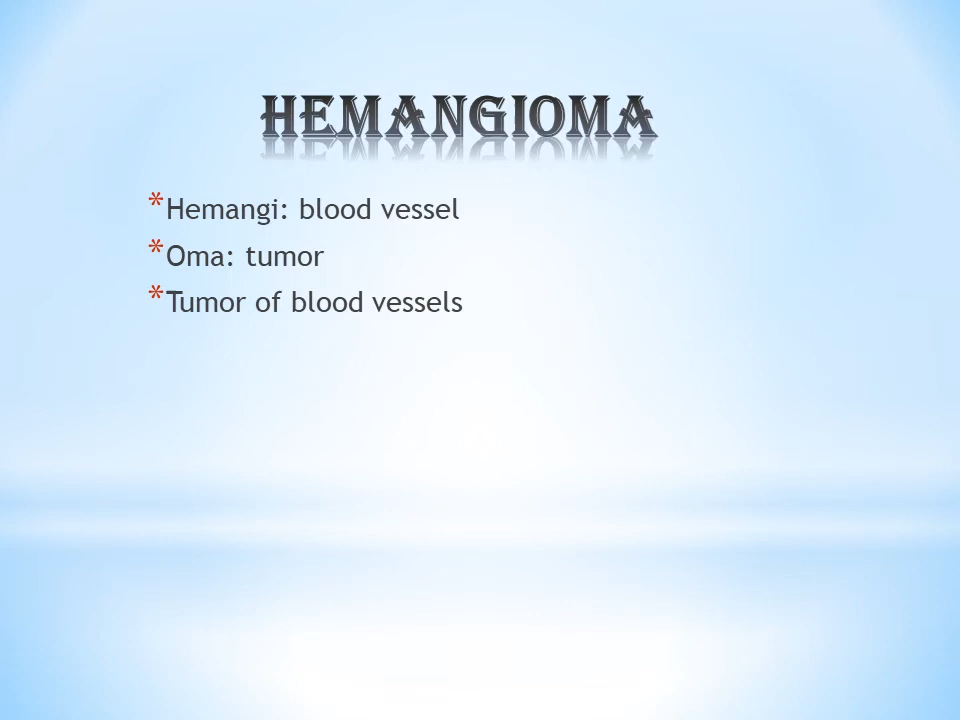 HEMANGIOMA
* Hemangi: blood vessel
* Oma: tumor
* Tumor of blood vessels